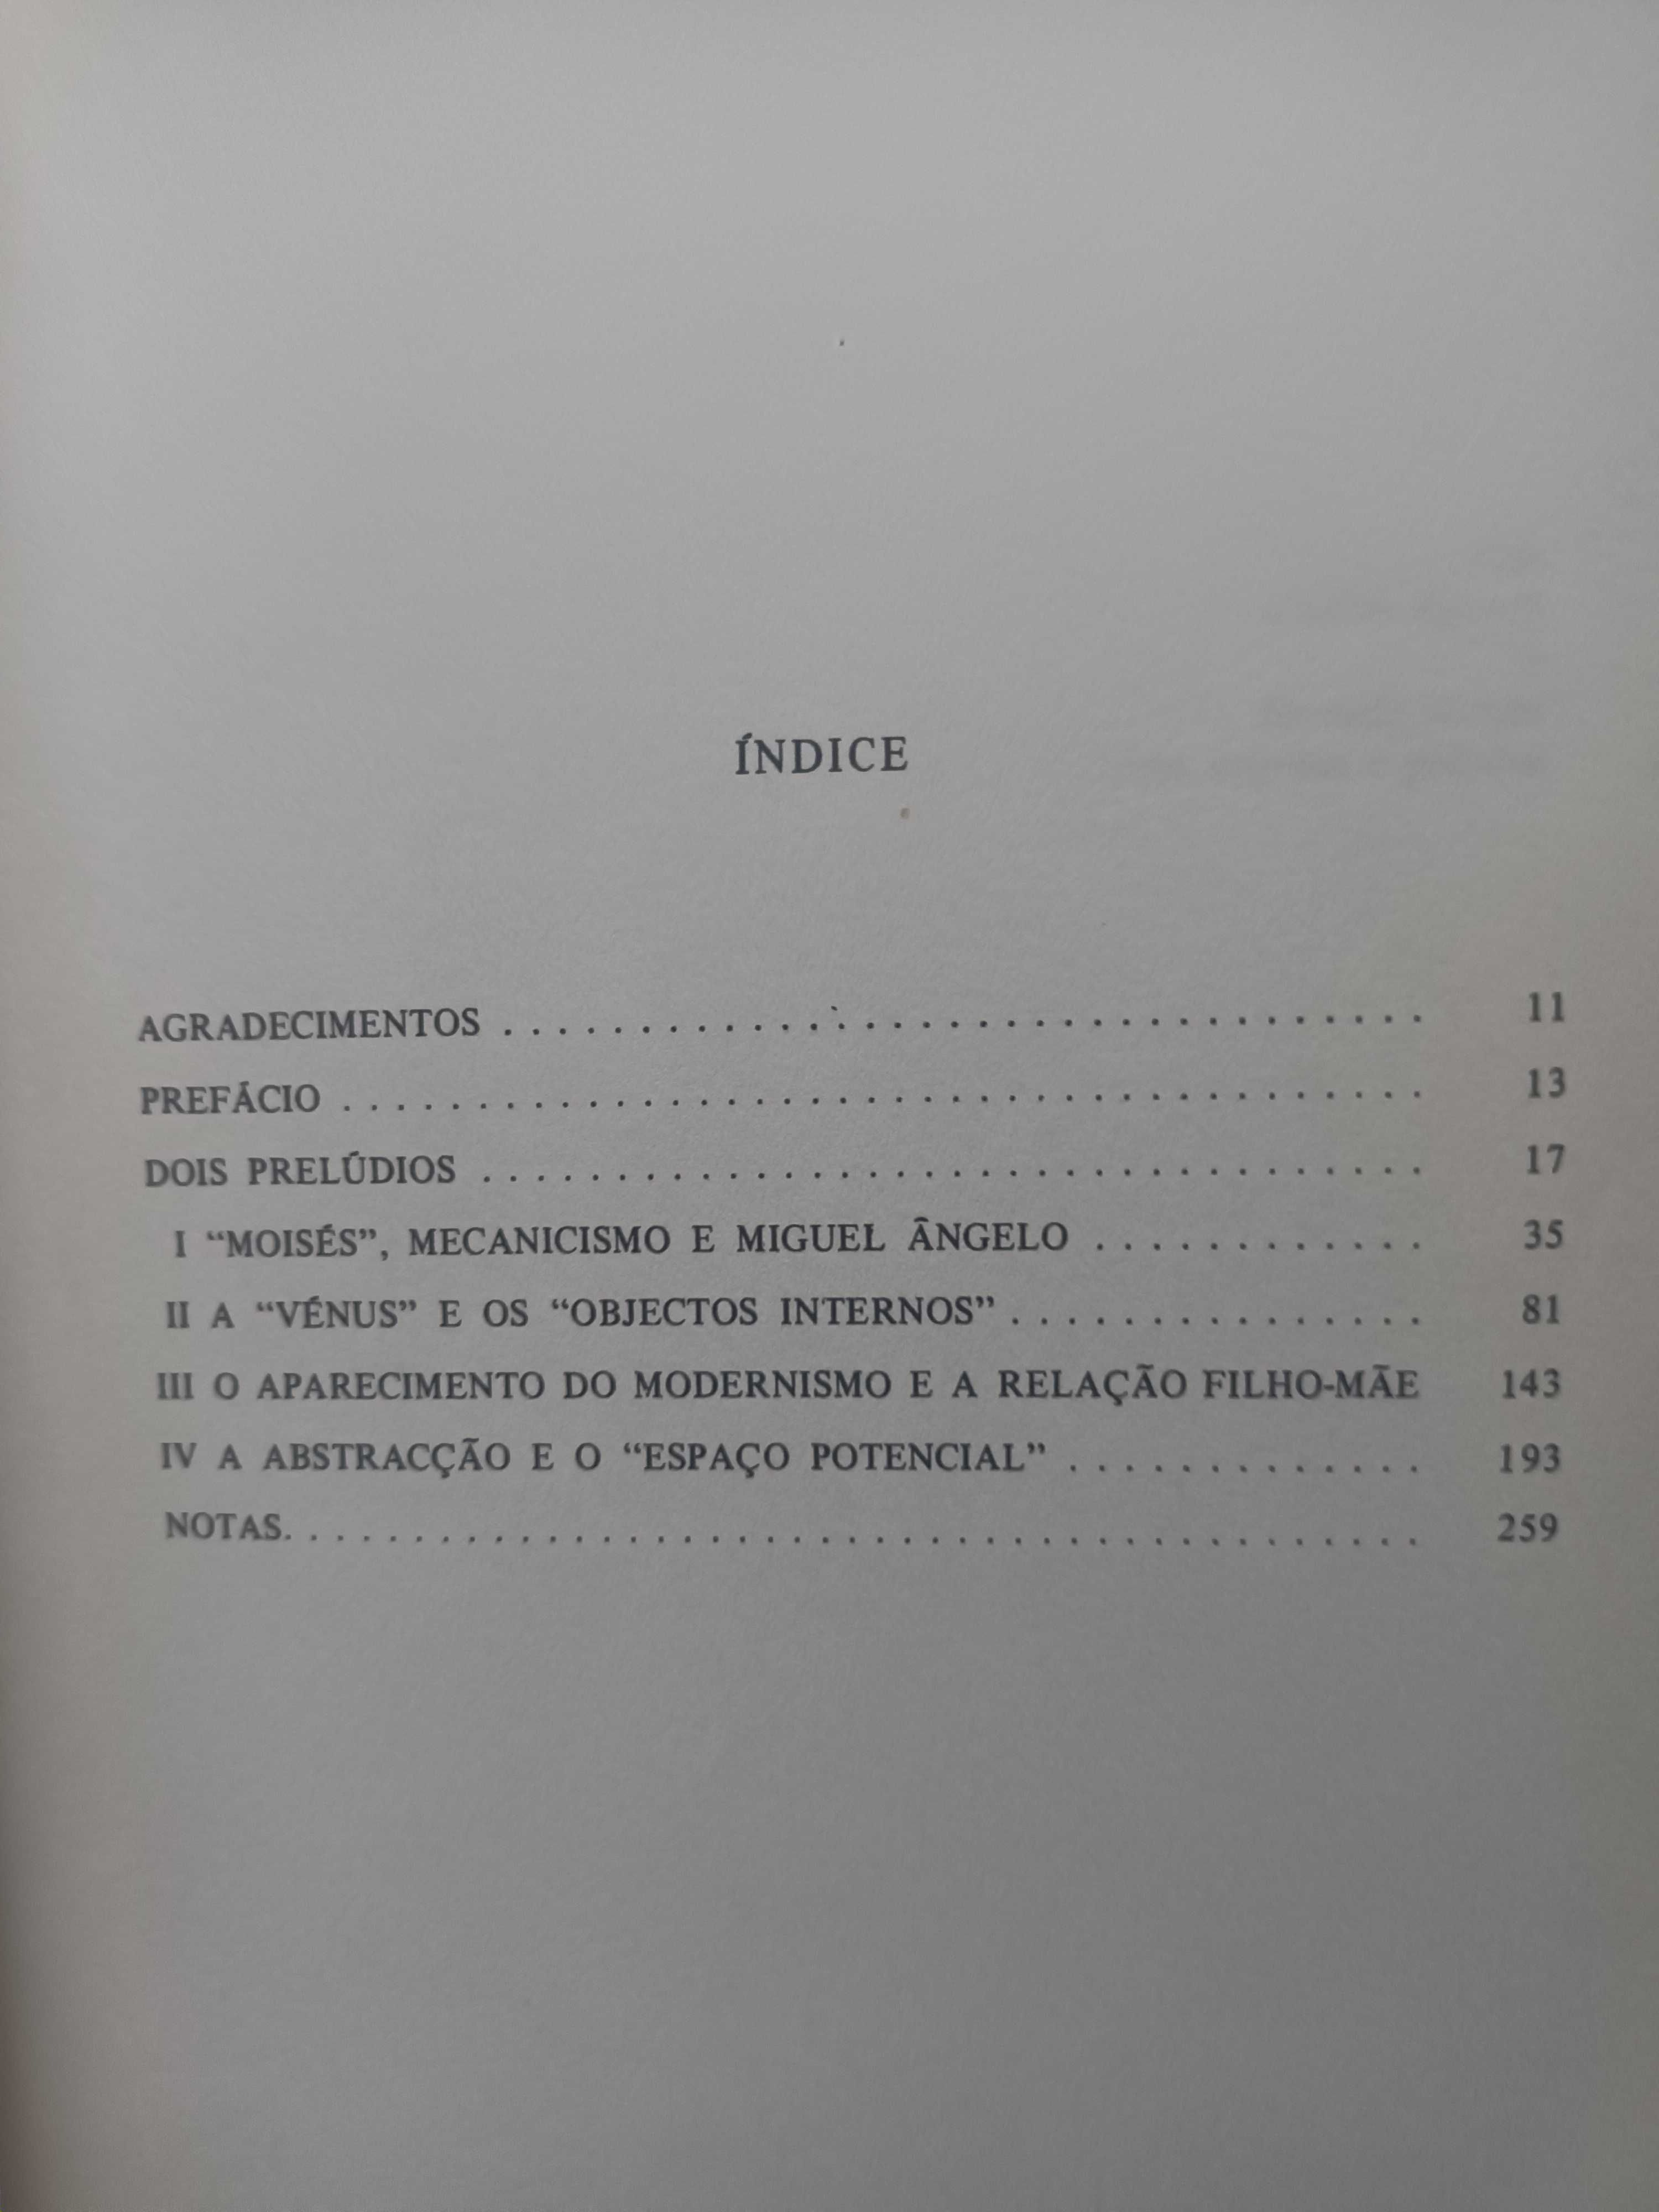 ÍNDICE
AGRADECIMENTOS . . . . . . . . . . . . . . . . . . . . . . . . . . . . . . . . . . 11
PREFÁCIO . . . . . . . . . . . . . . . . . . . . . . . . . . . . . . . . . . . . . . . . 13
DOIS PRELÚDIOS . . . . . . . . . . . . . . . . . . . . . . . . . . . . . . . . . . . 17
I “MOISÉS”, MECANICISMO E MIGUEL ÂNGELO . . . . . . . . . . . . . 35
II A “VÉNUS” E OS “OBJECTOS INTERNOS” . . . . . . . . . . . . . . . . 81
III O APARECIMENTO DO MODERNISMO E A RELAÇÃO FILHO-MÃE 143
IV A ABSTRACÇÃO E O “ESPAÇO POTENCIAL” . . . . . . . . . . . . . . 193
NOTAS. . . . . . . . . . . . . . . . . . . . . . . . . . . . . . . . . . . . . . . . . . 259